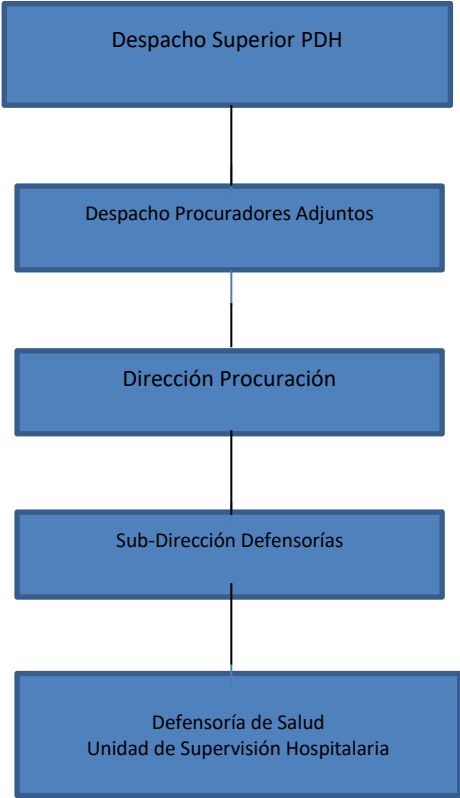 Despacho Superior PDH
Despacho Procuradores Adjuntos
Dirección Procuración
Sub-Dirección Defensorías
Defensoría de Salud
Unidad de Supervisión Hospitalaria